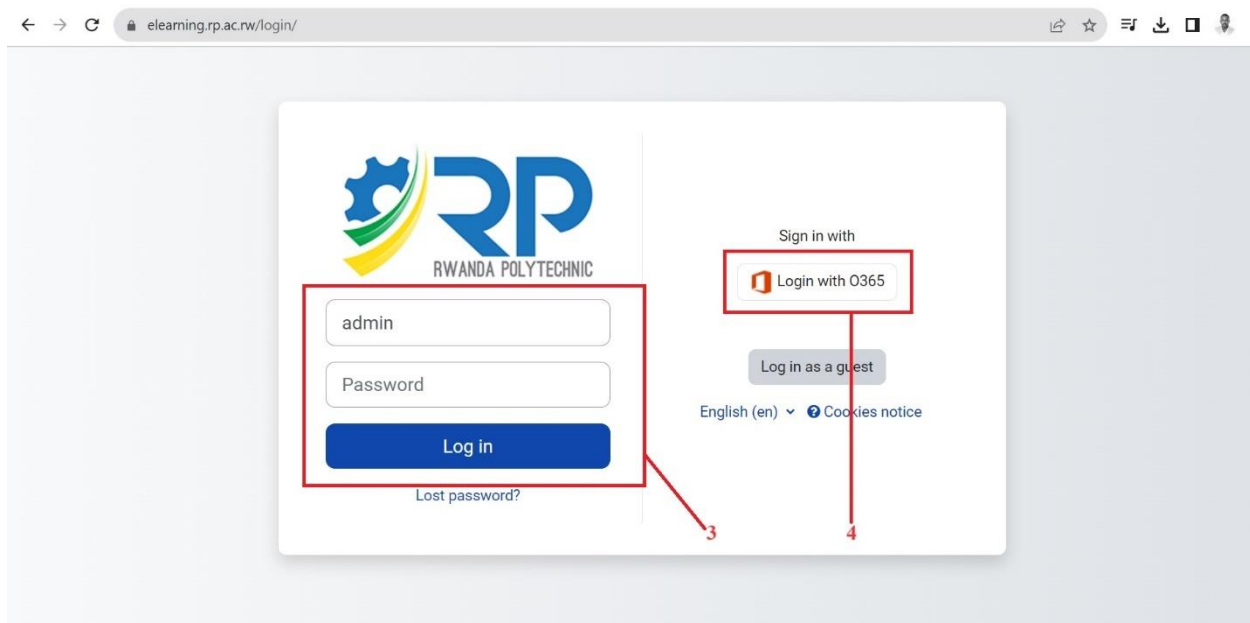 elearning.rp.ac.rw/login/
RP
RWANDA POLYTECHNIC
admin
Password
Log in
Lost password?
Sign in with
Login with O365
Log in as a guest
English (en) Cookies notice
3
4